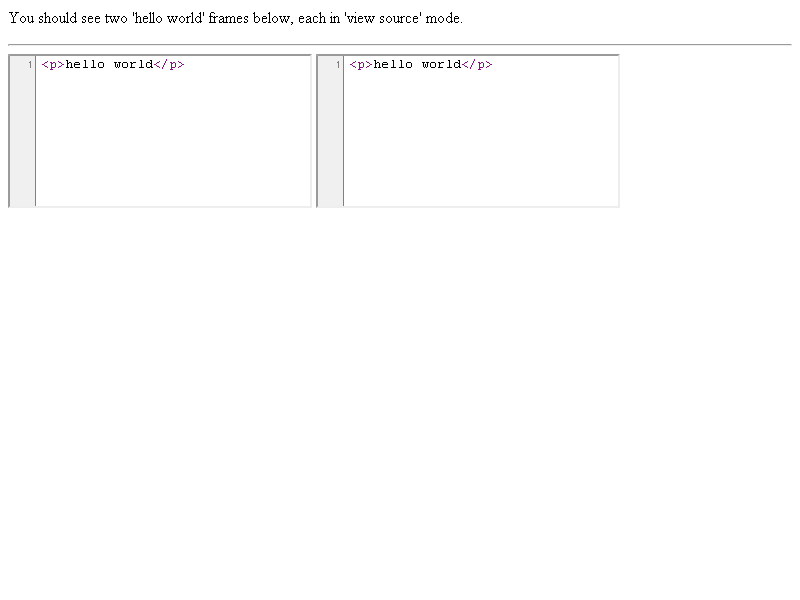 You should see two 'hello world' frames below, each in 'view source' mode.
1 <p>hello world</p>
1 <p>hello world</p>